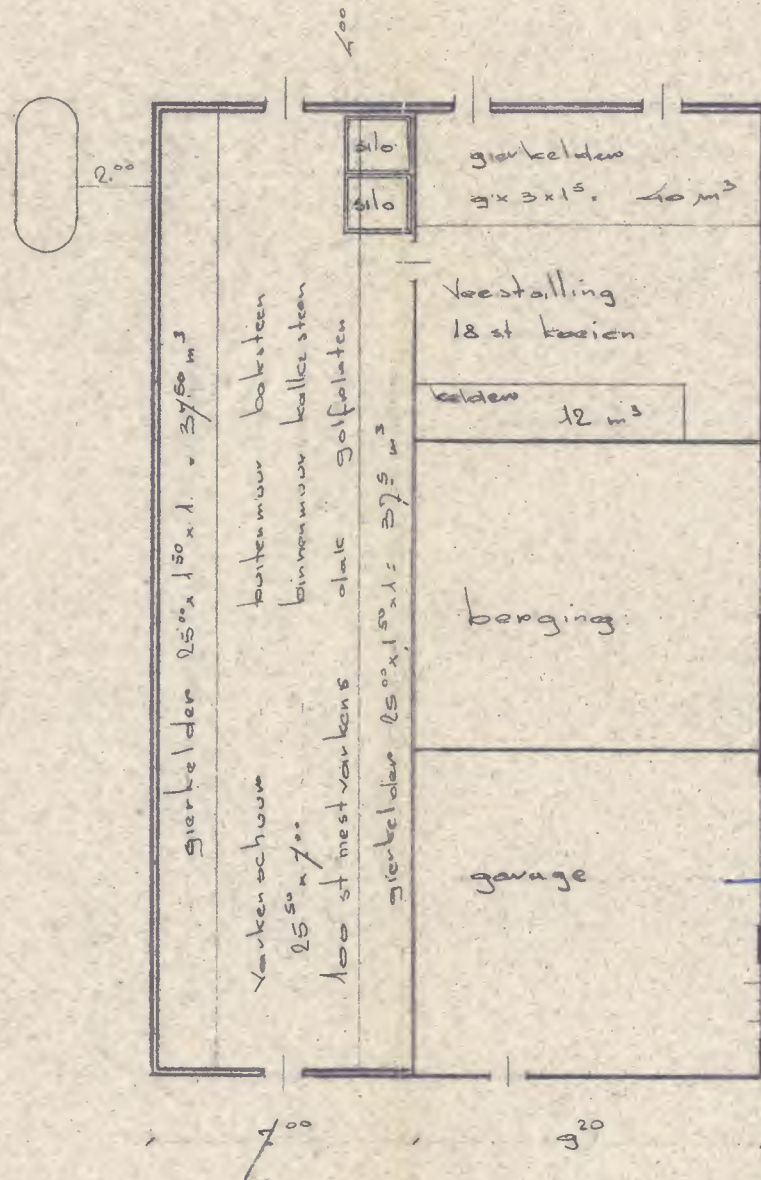 4⁰⁰
2.⁰⁰
silo
silo
gierkelder
9 x 3 x 1⁵ = 40 m³
Veestalling
18 st koeien
kelder 12 m³
berging
garage
gierkelder 25⁰⁰ x 1⁵⁰ x 1. = 37⁵⁰ m³
Varkenschuur buitenmuur baksteen
25⁵⁰ x 7⁰⁰ binnenmuur kalkzsteen
100 st mestvarkens dak golfplaten
gierkelder 25⁰⁰ x 1⁵⁰ x 1 = 37⁵ m³
7⁰⁰
9²⁰